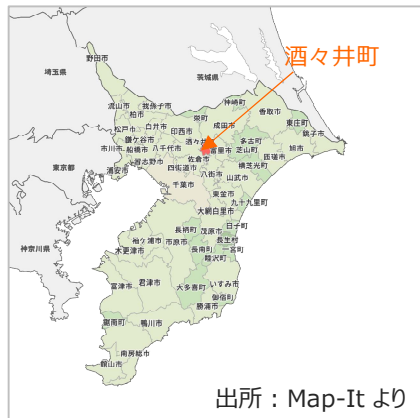 酒々井町
野田市
茨城県
埼玉県
神崎町
香取市
流山市
我孫子市
柏市
栄町
成田市
東庄町
銚子市
松戸市
白井市
印西市
多古町
旭市
鎌ケ谷市
酒々井
富里市
芝山町
匝瑳市
市川市
船橋市
八千代市
佐倉市
横芝光町
東京都
浦安市
習志野市
四街道市
八街市
山武市
千葉市
東金市
九十九里町
大網白里市
日子町
長柄町
茂原市
長生村
袖ケ浦市
市原市
長南町
一宮町
木更津市
睦沢町
神奈川県
君津市
富津市
いすみ市
大多喜町
御宿町
勝浦市
鋸南町
鴨川市
南房総市
館山市
出所：Map-It より